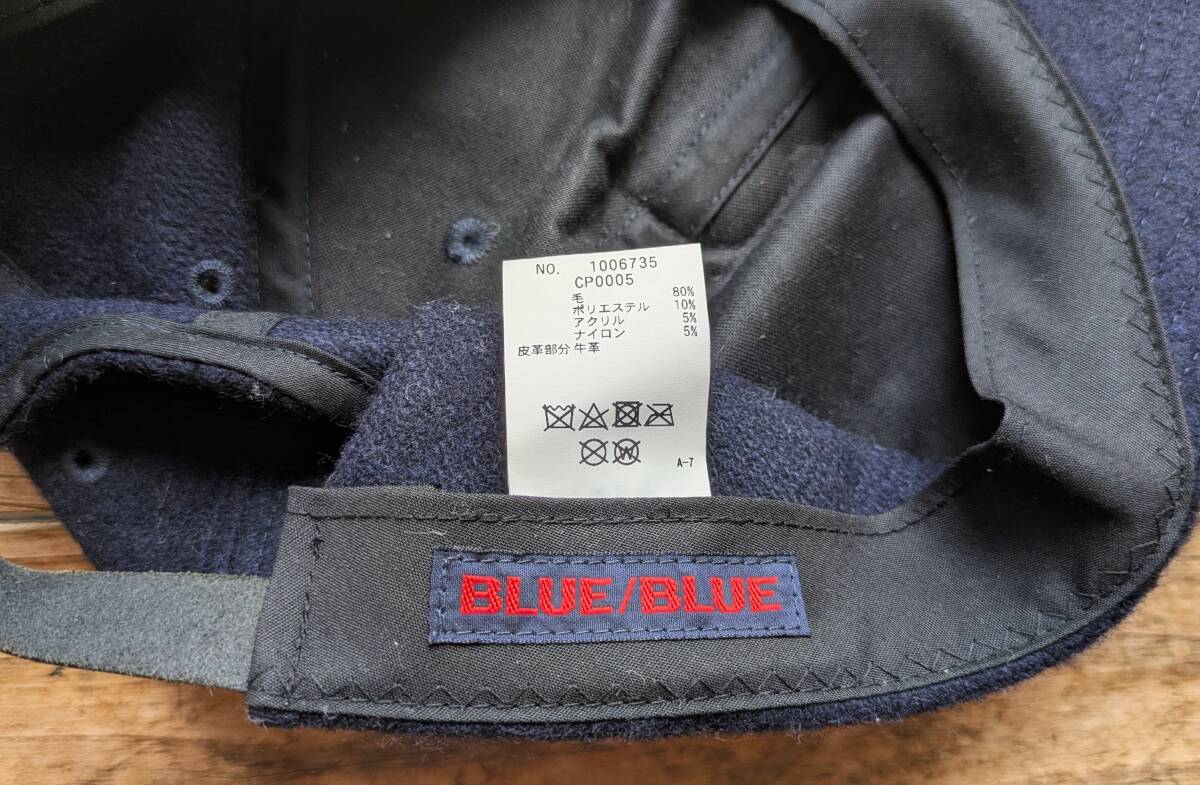 NO. 1006735
CP0005
毛 80%
ポリエステル 10%
アクリル 5%
ナイロン 5%
皮革部分 牛革
W
A-7
BLUE/BLUE